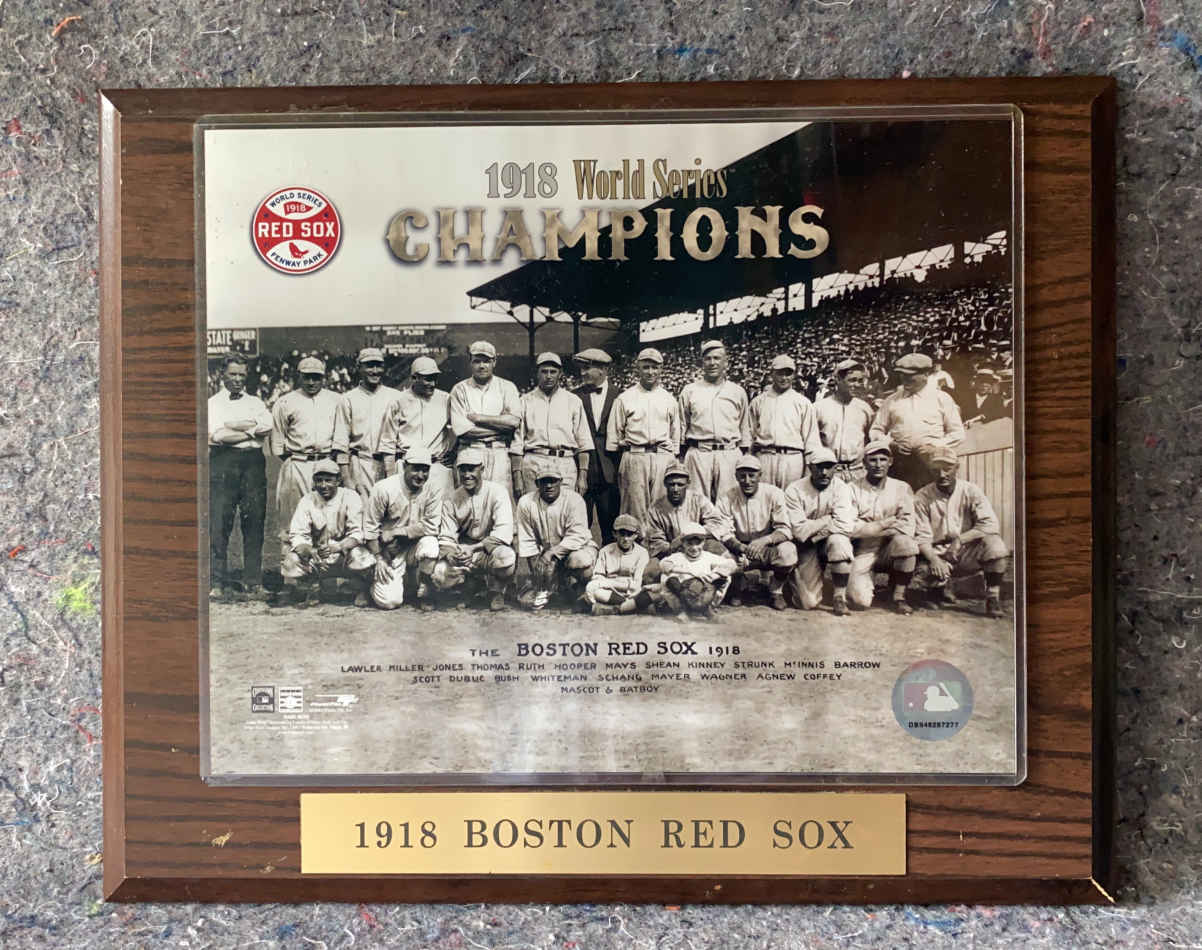 1918 World Series
CHAMPIONS
WORLD SERIES
1918
RED SOX
FENWAY PARK
STATE
THE BOSTON RED SOX 1918
LAWLER MILLER JONES THOMAS RUTH HOOPER MAYS SHEAN KINNEY STRUNK McINNIS BARROW
SCOTT DUBUC BUSH WHITEMAN SCHANG MAYER WAGNER AGNEW COFFEY
MASCOT & BATBOY
1918 BOSTON RED SOX